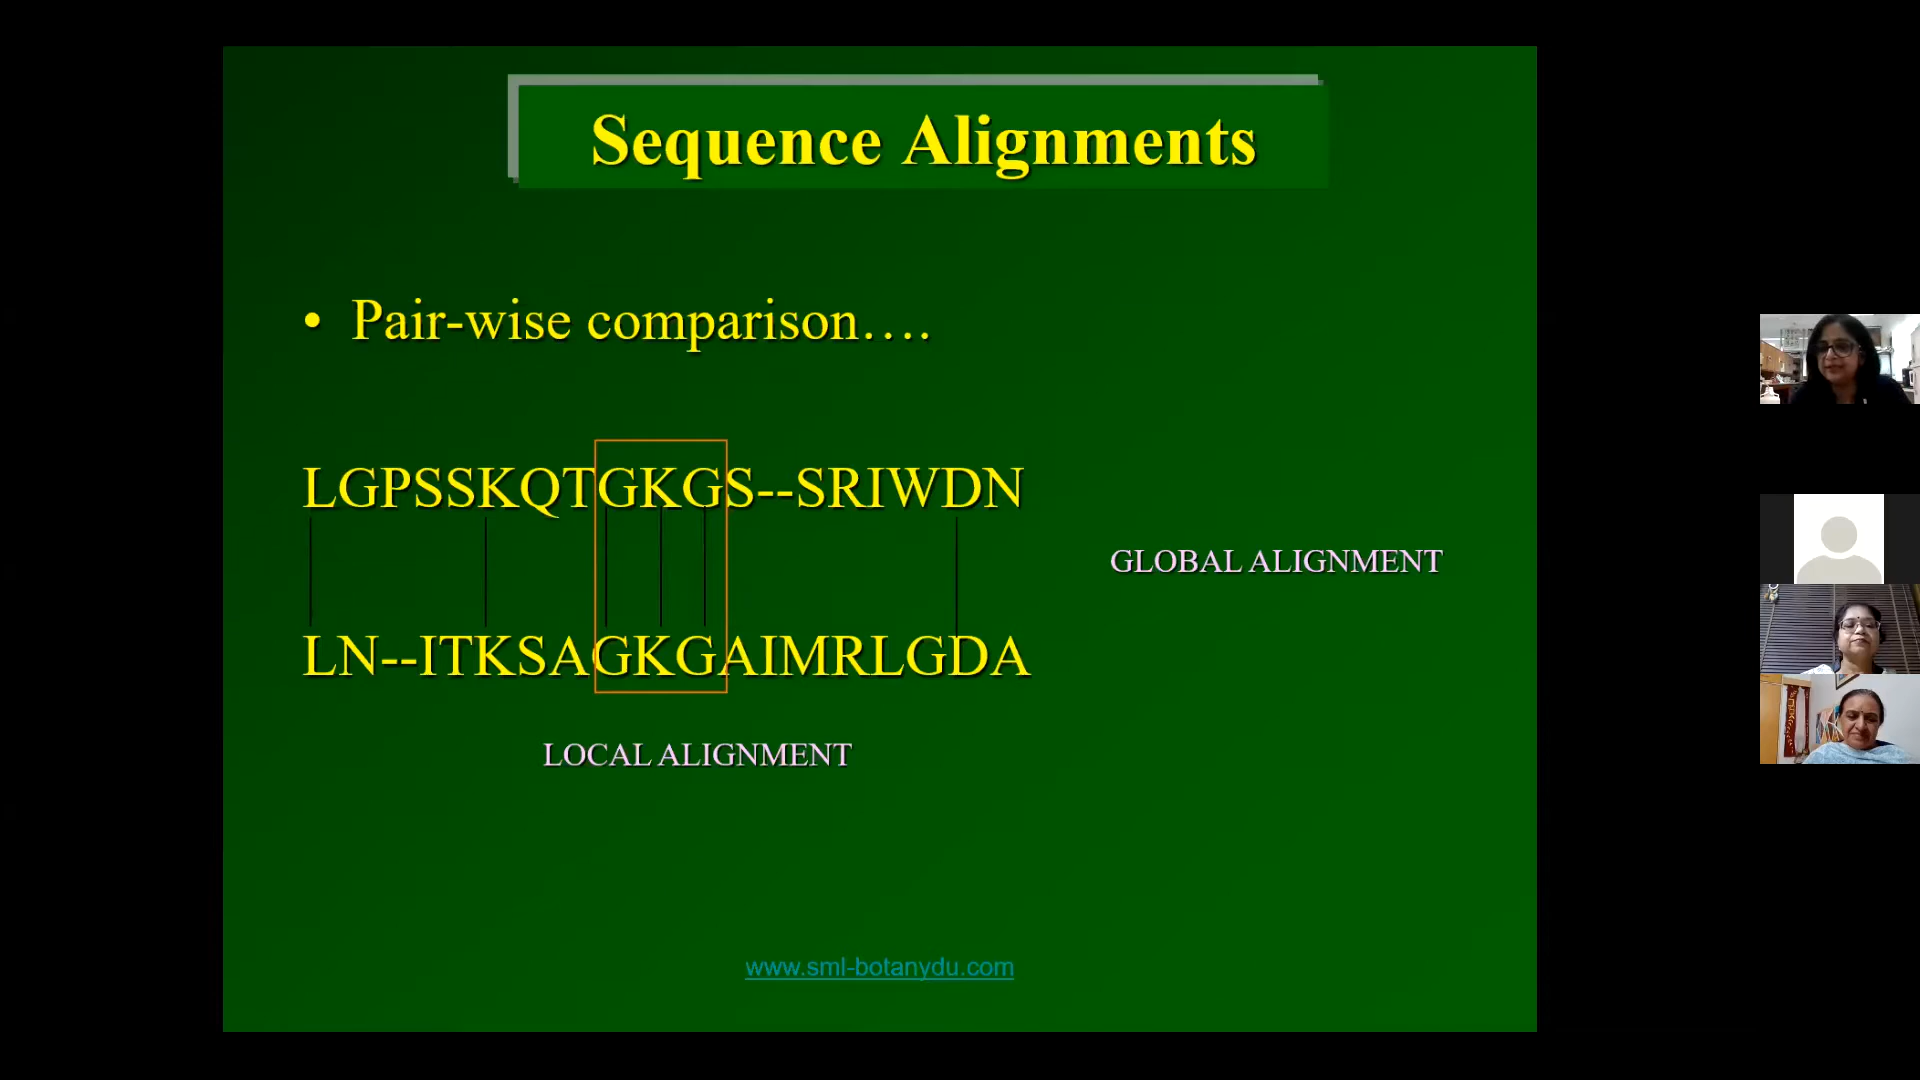 Sequence Alignments
• Pair-wise comparison….
LGPSSKQTGKGS--SRIWDN
GLOBAL ALIGNMENT
LN--ITKSAGKGAIMRLGDA
LOCAL ALIGNMENT
www.sml-botanydu.com